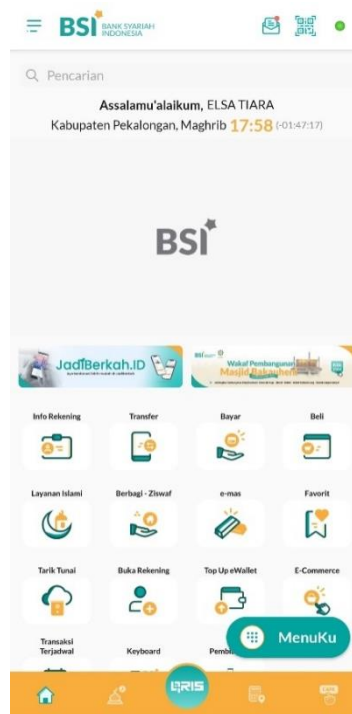 BSI BANK SYARIAH
INDONESIA
Pencarian
Assalamu'alaikum, ELSA TIARA
Kabupaten Pekalongan, Maghrib 17:58 (-01:47:17)
BSI
JadiBerkah.ID
Wakaf Pembangunan
Masjid Bakauheni
Info Rekening
Transfer
Bayar
Beli
Layanan Islami
Berbagi - Ziswaf
e-mas
Favorit
Tarik Tunai
Buka Rekening
Top Up eWallet
E-Commerce
Transaksi
Terjadwal
Keyboard
MenuKu
QRIS